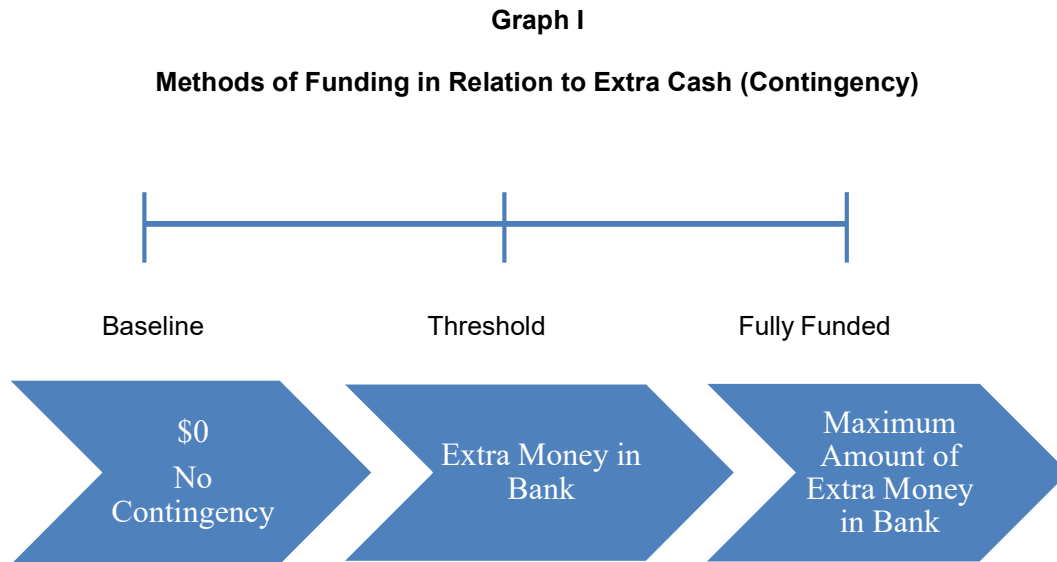 Graph I
Methods of Funding in Relation to Extra Cash (Contingency)
Baseline
Threshold
Fully Funded
$0
No
Contingency
Extra Money in
Bank
Maximum
Amount of
Extra Money
in Bank